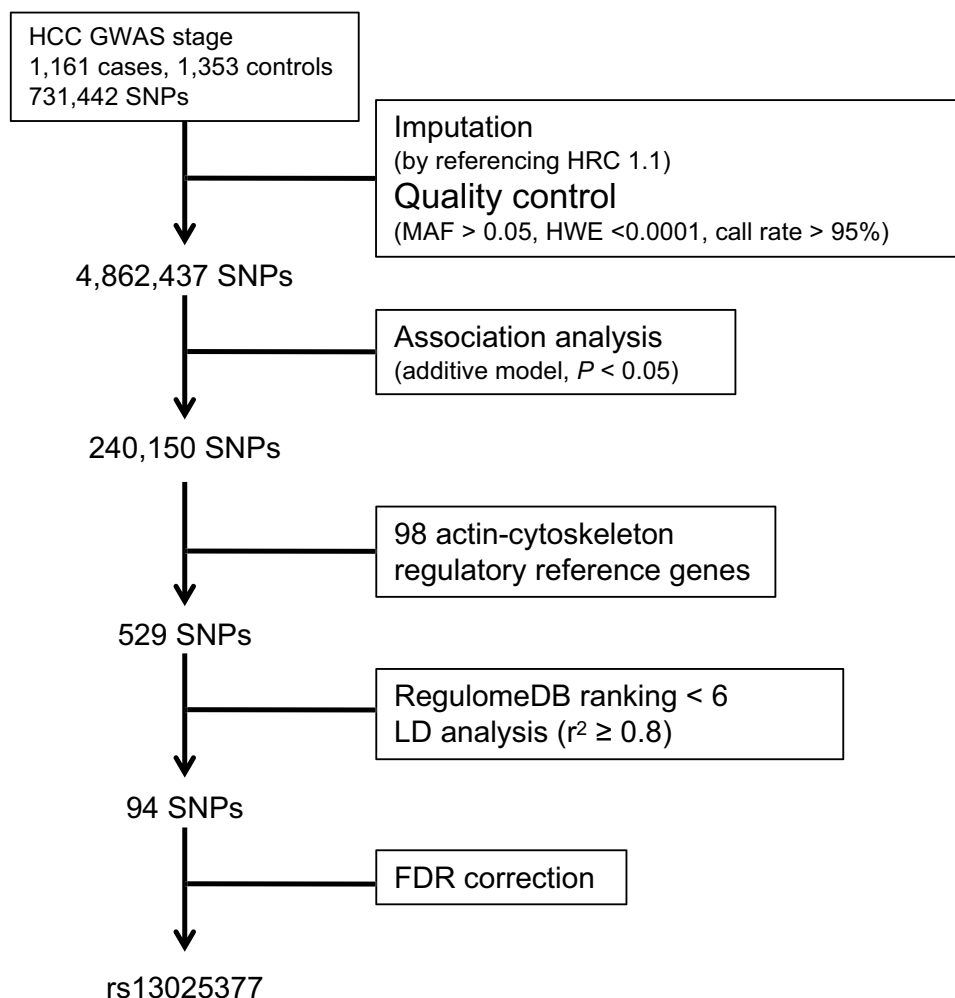 HCC GWAS stage
1,161 cases, 1,353 controls
731,442 SNPs
Imputation
(by referencing HRC 1.1)
Quality control
(MAF > 0.05, HWE <0.0001, call rate > 95%)
4,862,437 SNPs
Association analysis
(additive model, P < 0.05)
240,150 SNPs
98 actin-cytoskeleton
regulatory reference genes
529 SNPs
RegulomeDB ranking < 6
LD analysis (r² ≥ 0.8)
94 SNPs
FDR correction
rs13025377